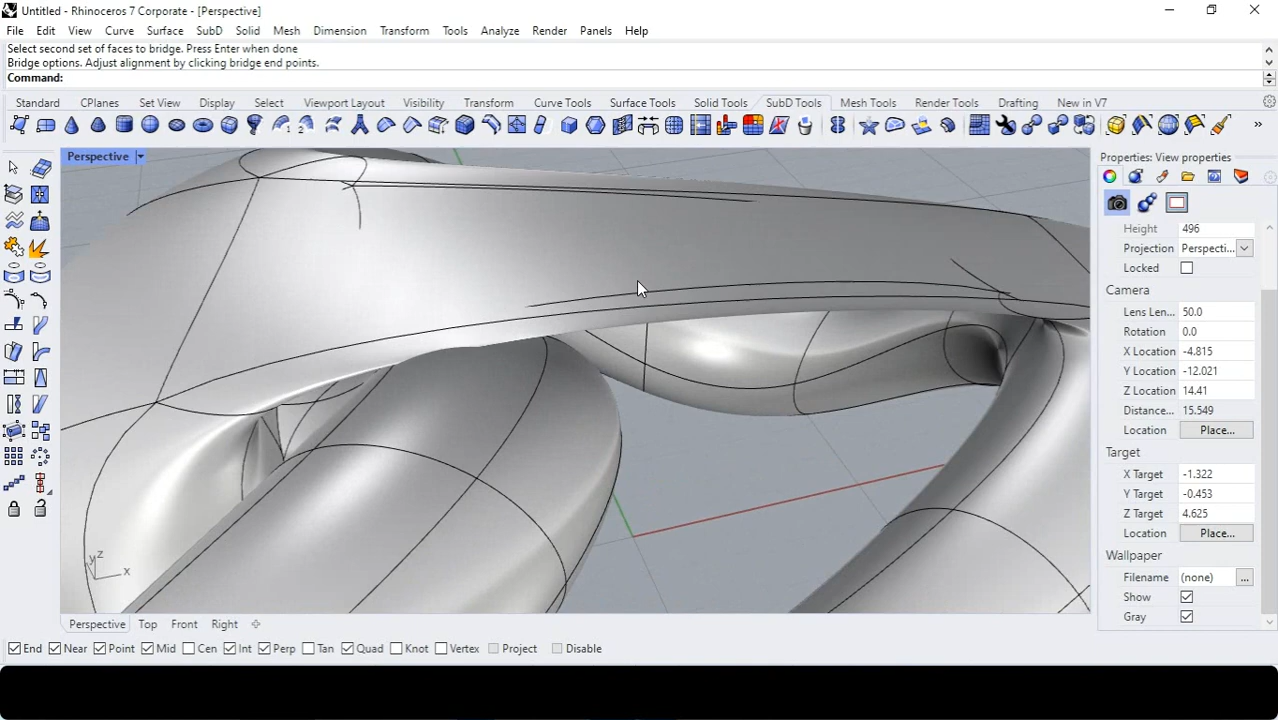 Untitled - Rhinoceros 7 Corporate - [Perspective]
File Edit View Curve Surface SubD Solid Mesh Dimension Transform Tools Analyze Render Panels Help
Select second set of faces to bridge. Press Enter when done
Bridge options. Adjust alignment by clicking bridge end points.
Command:
Standard CPlanes Set View Display Select Viewport Layout Visibility Transform Curve Tools Surface Tools Solid Tools SubD Tools Mesh Tools Render Tools Drafting New in V7
Perspective
Properties: View properties
Height 496
Projection Perspecti...
Locked
Camera
Lens Len... 50.0
Rotation 0.0
X Location -4.815
Y Location -12.021
Z Location 14.41
Distance... 15.549
Location Place...
Target
X Target -1.322
Y Target -0.453
Z Target 4.625
Location Place...
Wallpaper
Filename (none) ...
Show
Gray
z
y
x
Perspective Top Front Right
End Near Point Mid Cen Int Perp Tan Quad Knot Vertex Project Disable